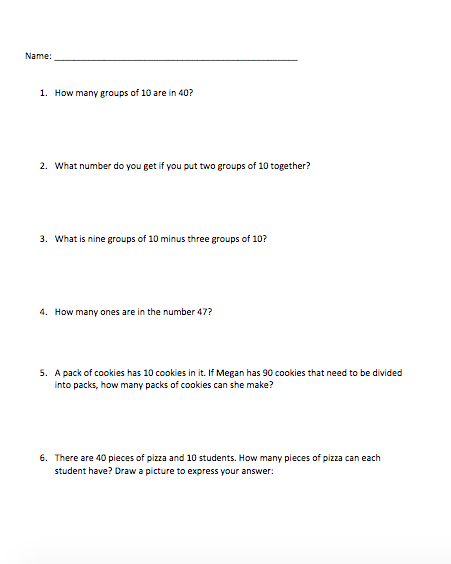 Name: ______________________________________________
1. How many groups of 10 are in 40?
2. What number do you get if you put two groups of 10 together?
3. What is nine groups of 10 minus three groups of 10?
4. How many ones are in the number 47?
5. A pack of cookies has 10 cookies in it. If Megan has 90 cookies that need to be divided
into packs, how many packs of cookies can she make?
6. There are 40 pieces of pizza and 10 students. How many pieces of pizza can each
student have? Draw a picture to express your answer: